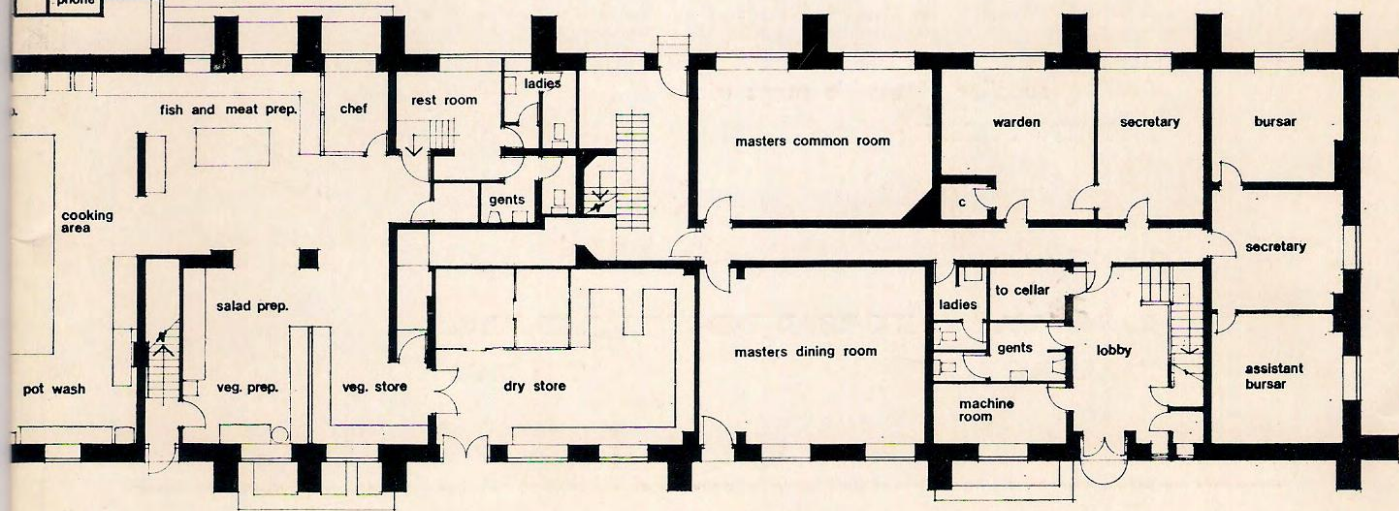 phone
fish and meat prep.
chef
rest room
ladies
masters common room
warden
secretary
bursar
gents
c
cooking
area
secretary
salad prep.
ladies
to cellar
pot wash
veg. prep.
veg. store
dry store
masters dining room
gents
lobby
assistant
bursar
machine
room